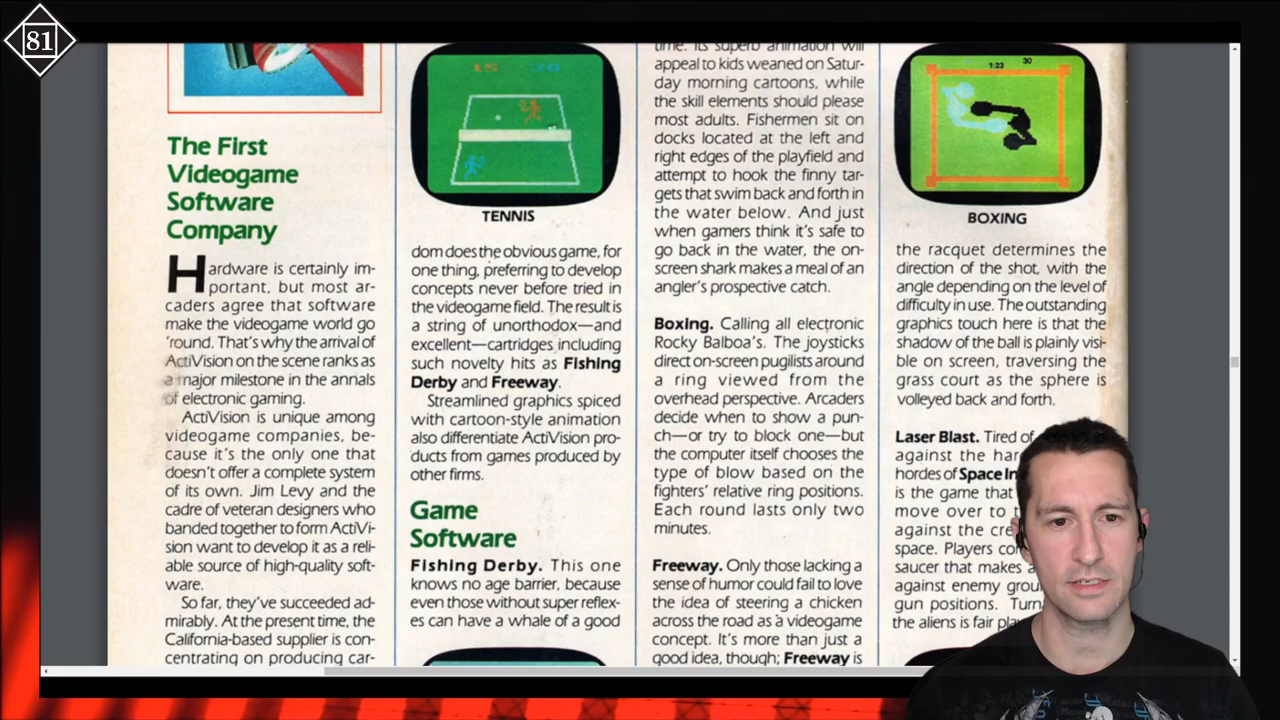 81
The First
Videogame
Software
Company
Hardware is certainly im-
portant, but most ar-
caders agree that software
make the videogame world go
'round. That's why the arrival of
ActiVision on the scene ranks as
a major milestone in the annals
of electronic gaming.
ActiVision is unique among
videogame companies, be-
cause it's the only one that
doesn't offer a complete system
of its own. Jim Levy and the
cadre of veteran designers who
banded together to form ActiVi-
sion want to develop it as a reli-
able source of high-quality soft-
ware.
So far, they've succeeded ad-
mirably. At the present time, the
California-based supplier is con-
centrating on producing car-
15 30
TENNIS
dom does the obvious game, for
one thing, preferring to develop
concepts never before tried in
the videogame field. The result is
a string of unorthodox—and
excellent—cartridges including
such novelty hits as Fishing
Derby and Freeway.
Streamlined graphics spiced
with cartoon-style animation
also differentiate ActiVision pro-
ducts from games produced by
other firms.
Game
Software
Fishing Derby. This one
knows no age barrier, because
even those without super reflex-
es can have a whale of a good
time. Its superb animation will
appeal to kids weaned on Satur-
day morning cartoons, while
the skill elements should please
most adults. Fishermen sit on
docks located at the left and
right edges of the playfield and
attempt to hook the finny tar-
gets that swim back and forth in
the water below. And just
when gamers think it's safe to
go back in the water, the on-
screen shark makes a meal of an
angler's prospective catch.
Boxing. Calling all electronic
Rocky Balboa's. The joysticks
direct on-screen pugilists around
a ring viewed from the
overhead perspective. Arcaders
decide when to show a pun-
ch—or try to block one—but
the computer itself chooses the
type of blow based on the
fighters' relative ring positions.
Each round lasts only two
minutes.
Freeway. Only those lacking a
sense of humor could fail to love
the idea of steering a chicken
across the road as a videogame
concept. It's more than just a
good idea, though; Freeway is
1:23 30
BOXING
the racquet determines the
direction of the shot, with the
angle depending on the level of
difficulty in use. The outstanding
graphics touch here is that the
shadow of the ball is plainly visi-
ble on screen, traversing the
grass court as the sphere is
volleyed back and forth.
Laser Blast. Tired of
against the
hordes of Space
is the game that
move over to
against the
space. Players
saucer that makes
against enemy
gun positions. Turn
the aliens is fair